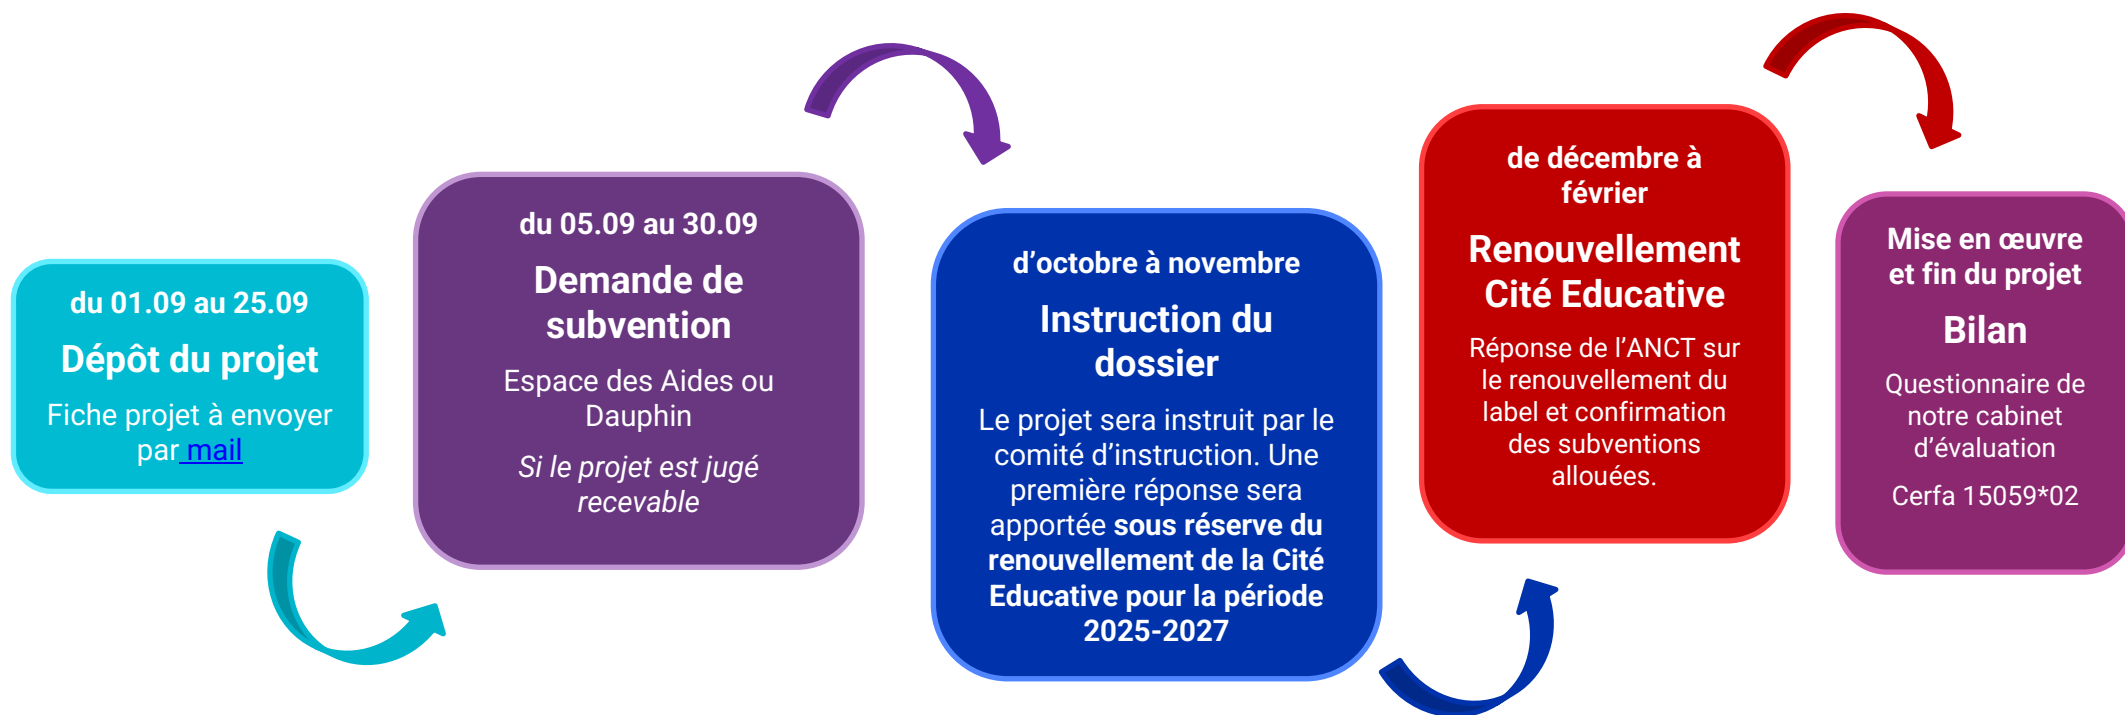 du 01.09 au 25.09
Dépôt du projet
Fiche projet à envoyer
par mail
du 05.09 au 30.09
Demande de
subvention
Espace des Aides ou
Dauphin
Si le projet est jugé
recevable
d’octobre à novembre
Instruction du
dossier
Le projet sera instruit par le
comité d’instruction. Une
première réponse sera
apportée sous réserve du
renouvellement de la Cité
Educative pour la période
2025-2027
de décembre à
février
Renouvellement
Cité Educative
Réponse de l’ANCT sur
le renouvellement du
label et confirmation
des subventions
allouées.
Mise en œuvre
et fin du projet
Bilan
Questionnaire de
notre cabinet
d’évaluation
Cerfa 15059*02